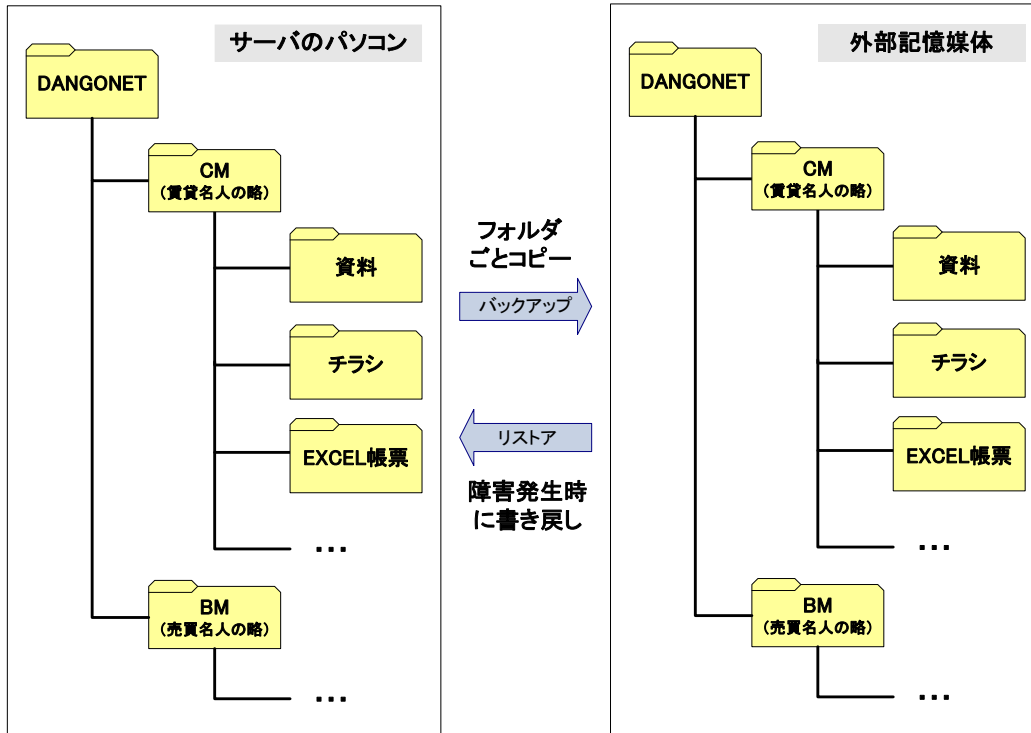 サーバのパソコン
DANGONET
CM
(賃貸名人の略)
資料
チラシ
EXCEL帳票
...
BM
(売買名人の略)
...
フォルダ
ごとコピー
バックアップ
リストア
障害発生時
に書き戻し
外部記憶媒体
DANGONET
CM
(賃貸名人の略)
資料
チラシ
EXCEL帳票
...
BM
(売買名人の略)
...